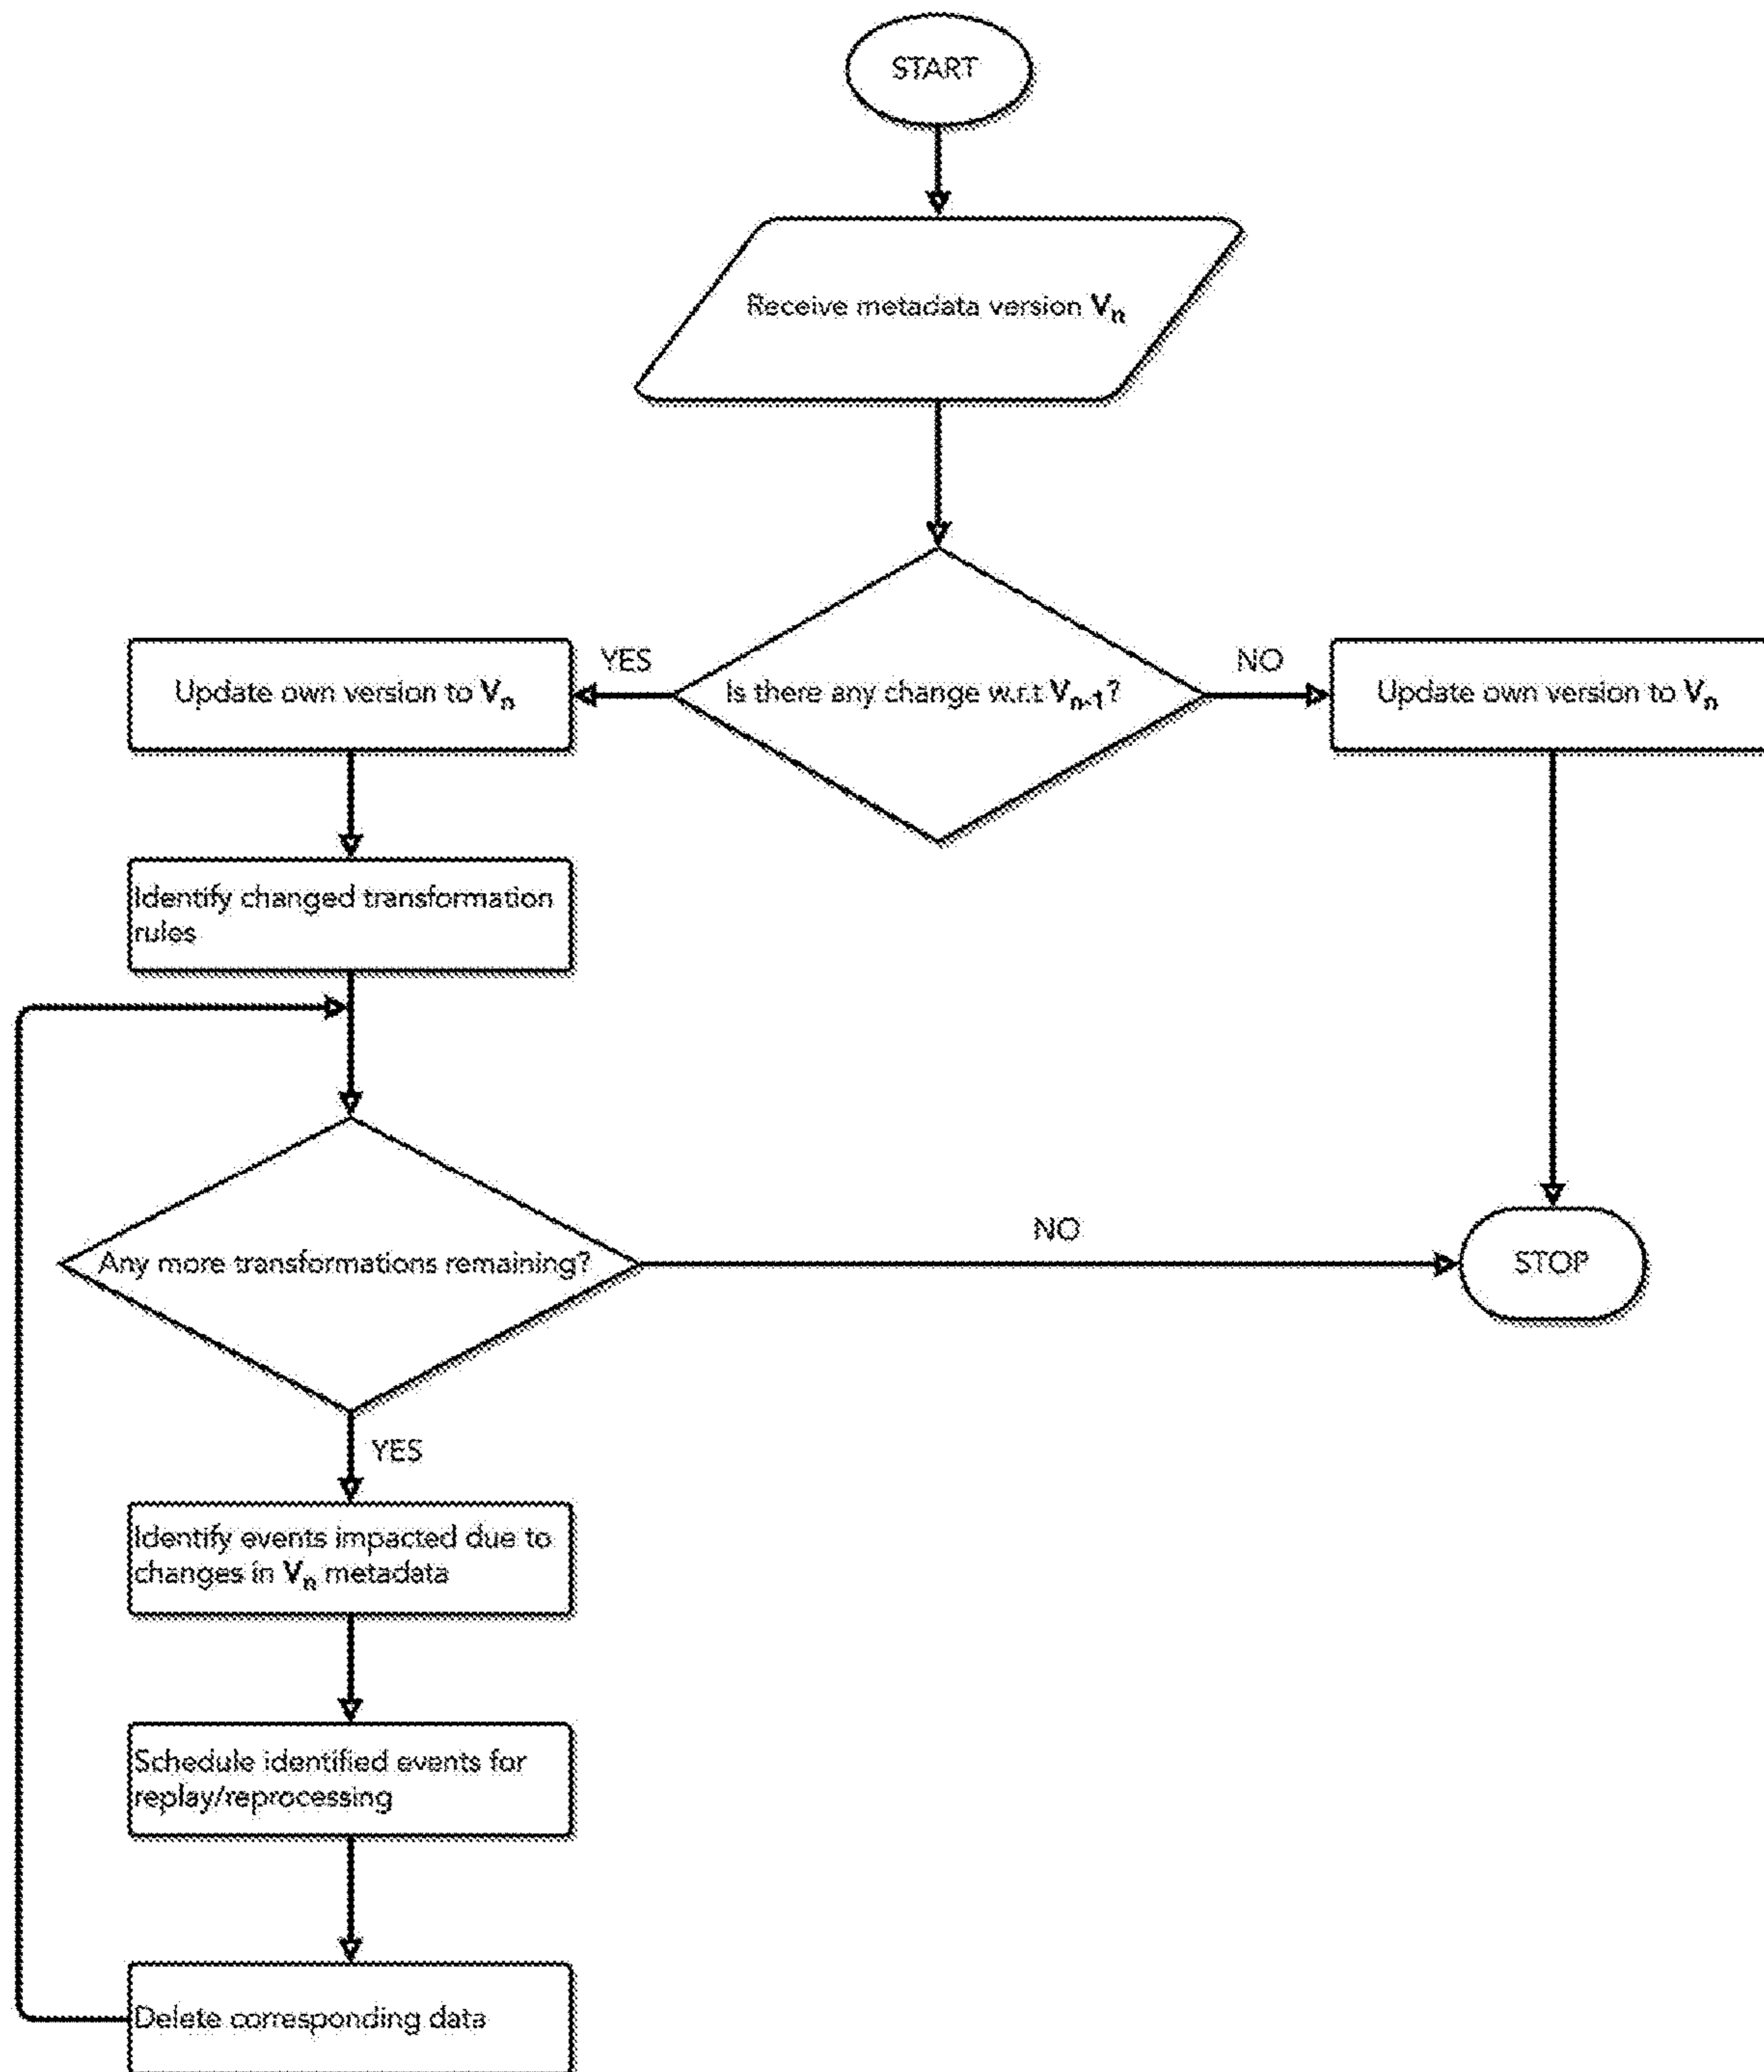 START
Receive metadata version Vn
Is there any change w.r.t Vn-1?
YES
NO
Update own version to Vn
Update own version to Vn
Identify changed transformation
rules
Any more transformations remaining?
NO
STOP
YES
Identify events impacted due to
changes in Vn metadata
Schedule identified events for
replay/reprocessing
Delete corresponding data